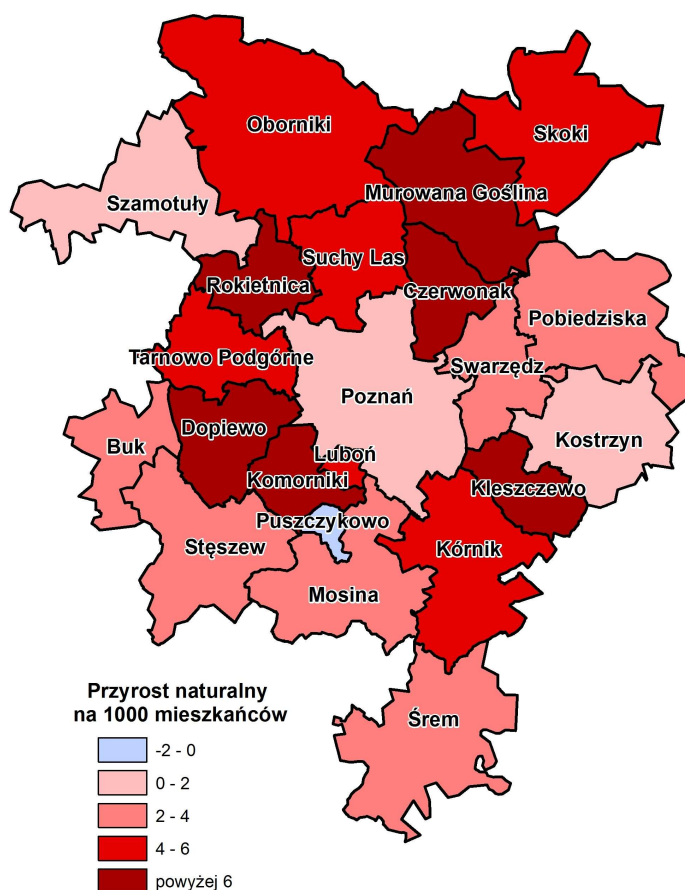 Oborniki
Skoki
Murowana Goślina
Szamotuły
Suchy Las
Rokietnica
Czerwonak
Pobiedziska
Tarnowo Podgórne
Swarzędz
Poznań
Dopiewo
Buk
Luboń
Kostrzyn
Komorniki
Kleszczewo
Puszczykowo
Stęszew
Kórnik
Mosina
Śrem
Przyrost naturalny
na 1000 mieszkańców
-2 - 0
0 - 2
2 - 4
4 - 6
powyżej 6